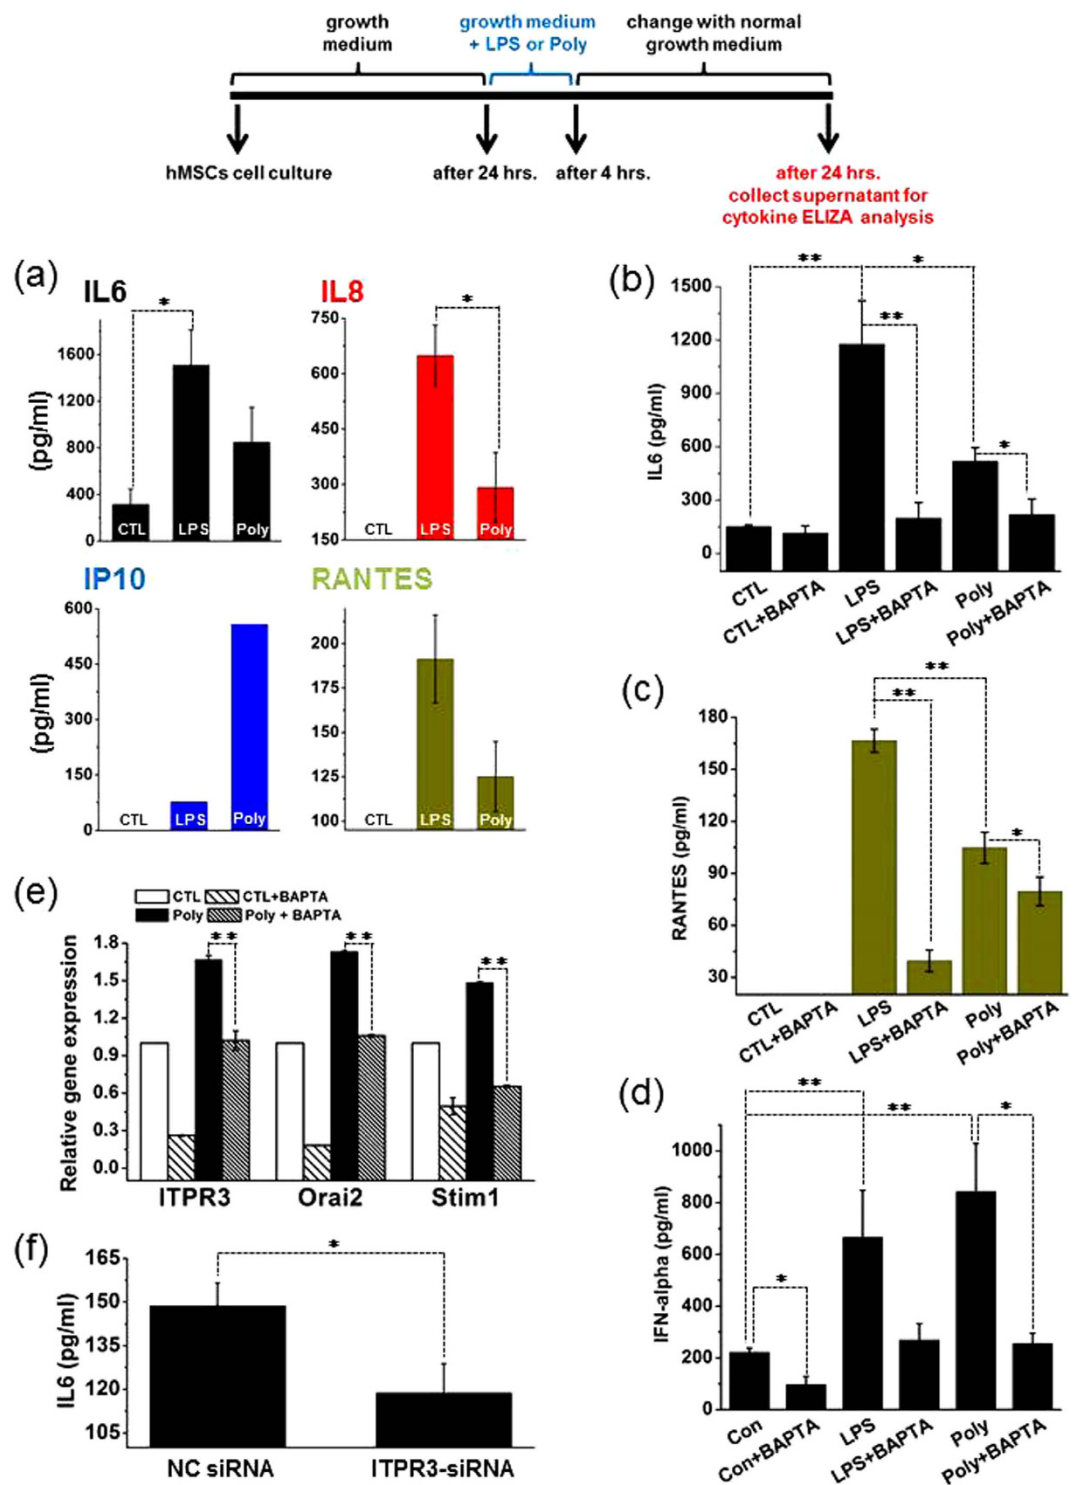 growth
medium
growth medium
+ LPS or Poly
change with normal
growth medium
hMSCs cell culture
after 24 hrs.
after 4 hrs.
after 24 hrs.
collect supernatant for
cytokine ELIZA analysis
(a)
IL6
*
1600
1200
800
400
0
(pg/ml)
CTL
LPS
Poly
IL8
*
750
600
450
300
150
CTL
LPS
Poly
IP10
600
450
300
150
0
(pg/ml)
CTL
LPS
Poly
RANTES
200
175
150
125
100
CTL
LPS
Poly
(b)
**
*
**
*
1500
1200
900
600
300
0
IL6 (pg/ml)
CTL
CTL+BAPTA
LPS
LPS+BAPTA
Poly
Poly+BAPTA
(c)
**
**
*
180
150
120
90
60
30
RANTES (pg/ml)
CTL
CTL+BAPTA
LPS
LPS+BAPTA
Poly
Poly+BAPTA
(e)
CTL
CTL+BAPTA
Poly
Poly + BAPTA
**
**
**
1.8
1.5
1.2
0.9
0.6
0.3
0.0
Relative gene expression
ITPR3
Orai2
Stim1
(d)
**
**
*
*
1000
800
600
400
200
0
IFN-alpha (pg/ml)
Con
Con+BAPTA
LPS
LPS+BAPTA
Poly
Poly+BAPTA
(f)
*
165
150
135
120
105
IL6 (pg/ml)
NC siRNA
ITPR3-siRNA